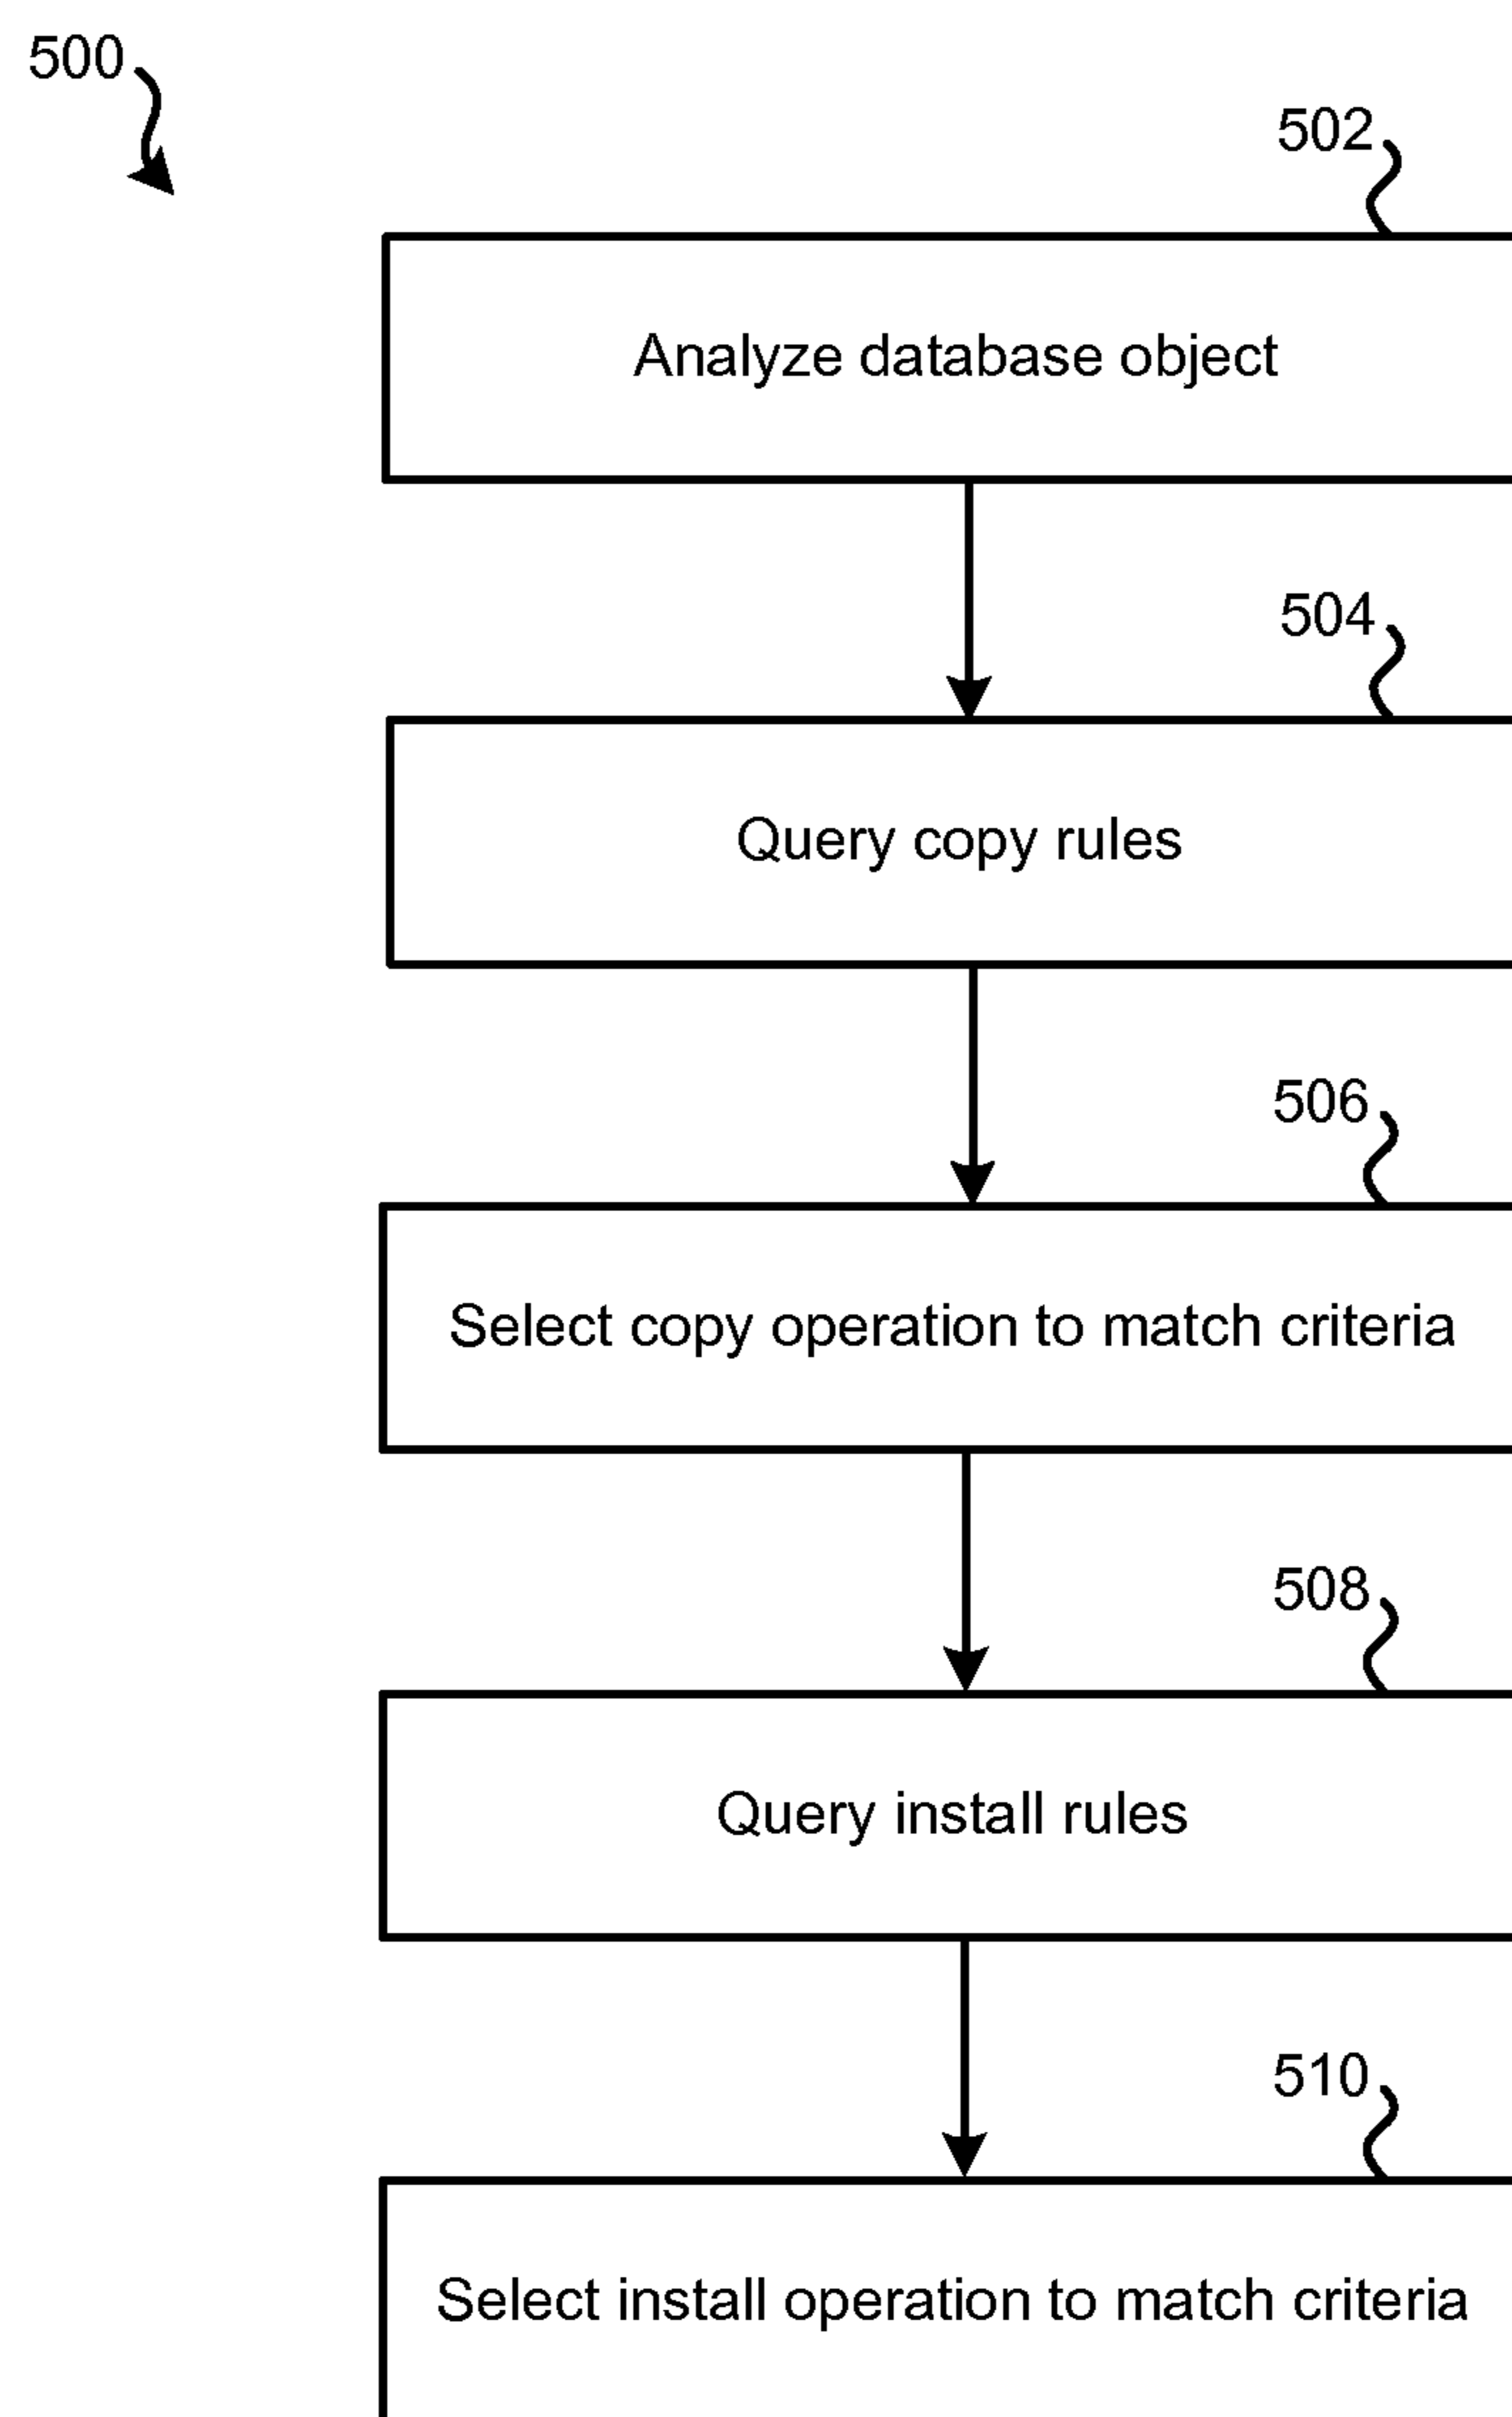 500
502
Analyze database object
504
Query copy rules
506
Select copy operation to match criteria
508
Query install rules
510
Select install operation to match criteria